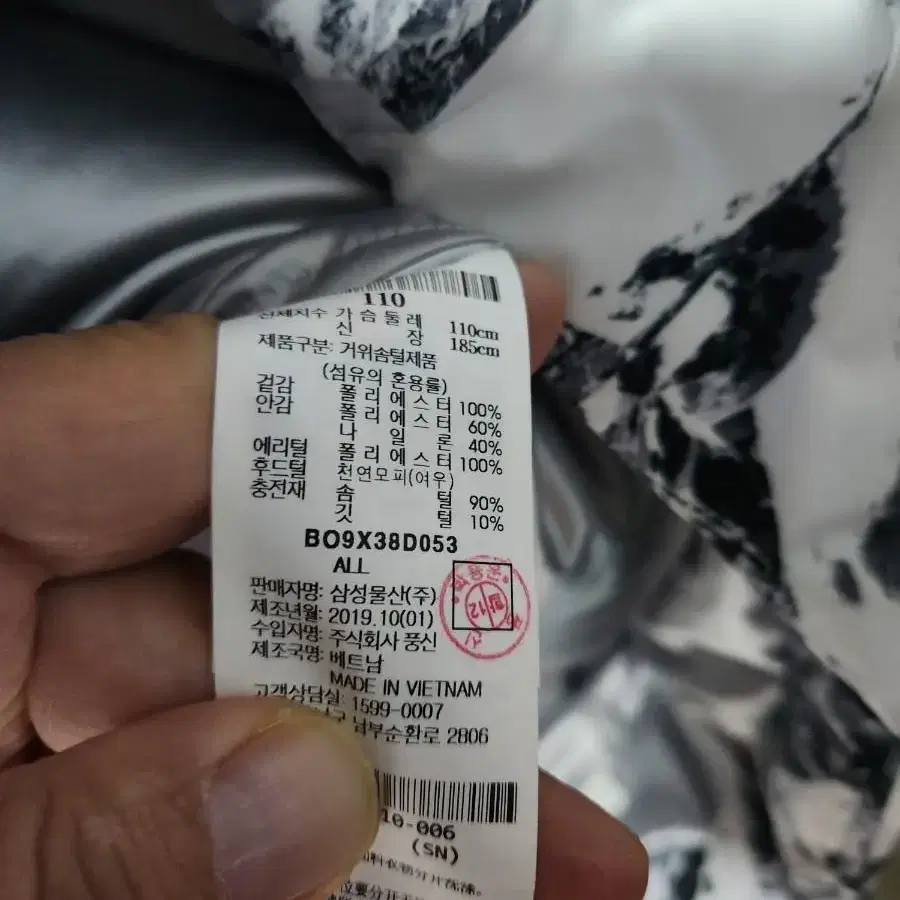 110
가슴둘레 110cm
신장 185cm
제품구분: 거위솜털제품
(섬유의 혼용률)
겉감 폴리에스터 100%
안감 폴리에스터 60%
나일론 40%
에리털 폴리에스터 100%
후드털 천연모피(여우)
충전재 솜털 90%
깃털 10%
BO9X38D053
ALL
판매자명: 삼성물산(주)
제조년월: 2019.10(01)
수입자명: 주식회사 풍신
제조국명: 베트남
MADE IN VIETNAM
고객상담실: 1599-0007
남부순환로 2806
10-006
(SN)